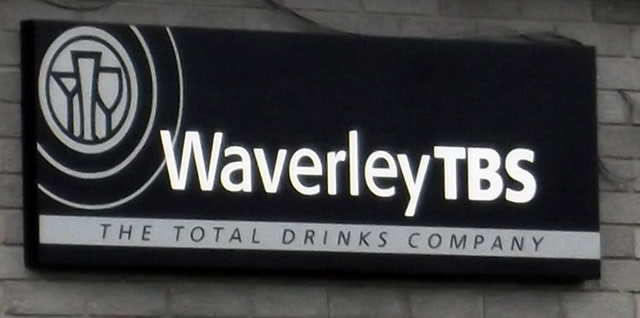 WaverleyTBS
THE TOTAL DRINKS COMPANY